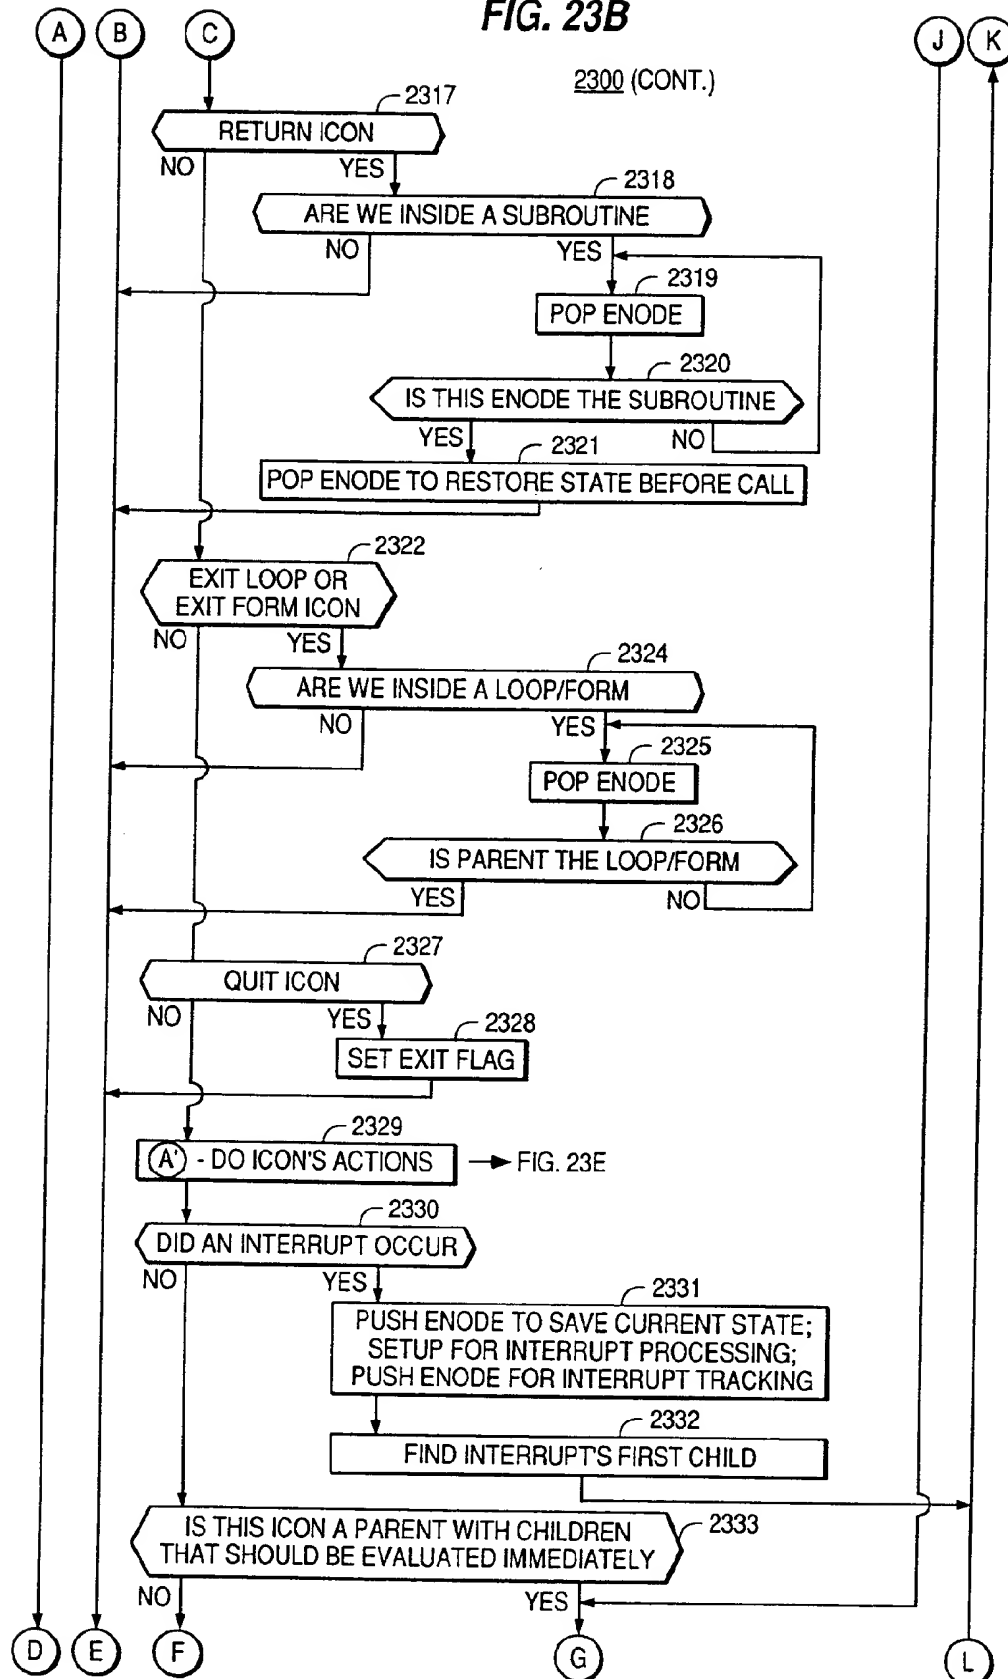 FIG. 23B
A B C J K
2300 (CONT.)
2317
RETURN ICON
NO YES
2318
ARE WE INSIDE A SUBROUTINE
NO YES
2319
POP ENODE
2320
IS THIS ENODE THE SUBROUTINE
YES NO
2321
POP ENODE TO RESTORE STATE BEFORE CALL
2322
EXIT LOOP OR
EXIT FORM ICON
NO YES
2324
ARE WE INSIDE A LOOP/FORM
NO YES
2325
POP ENODE
2326
IS PARENT THE LOOP/FORM
YES NO
2327
QUIT ICON
NO YES
2328
SET EXIT FLAG
2329
A' - DO ICON'S ACTIONS FIG. 23E
2330
DID AN INTERRUPT OCCUR
NO YES
2331
PUSH ENODE TO SAVE CURRENT STATE;
SETUP FOR INTERRUPT PROCESSING;
PUSH ENODE FOR INTERRUPT TRACKING
2332
FIND INTERRUPT'S FIRST CHILD
2333
IS THIS ICON A PARENT WITH CHILDREN
THAT SHOULD BE EVALUATED IMMEDIATELY
NO YES
D E F G L